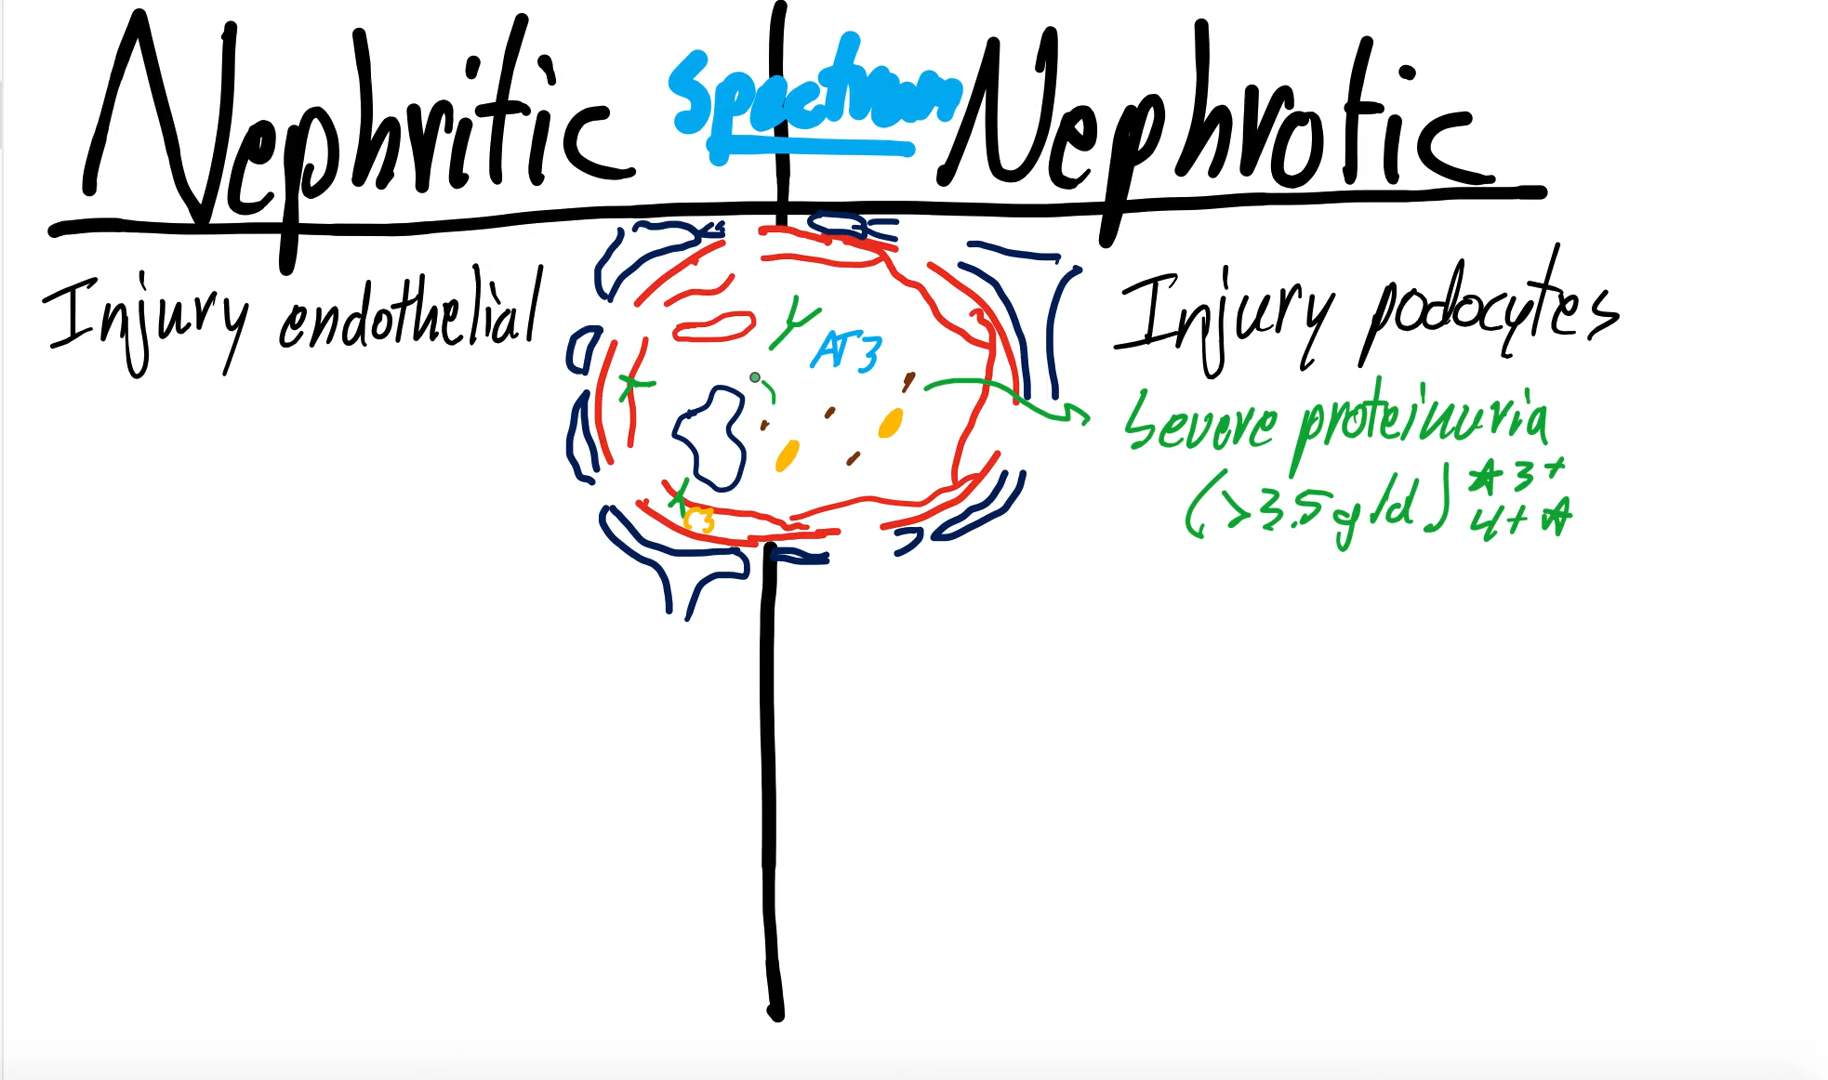 Nephritic Spectrum Nephrotic
Injury endothelial
Injury podocytes
AT3
Severe proteinuria
(>3.5g/d) 3+
4+
C3